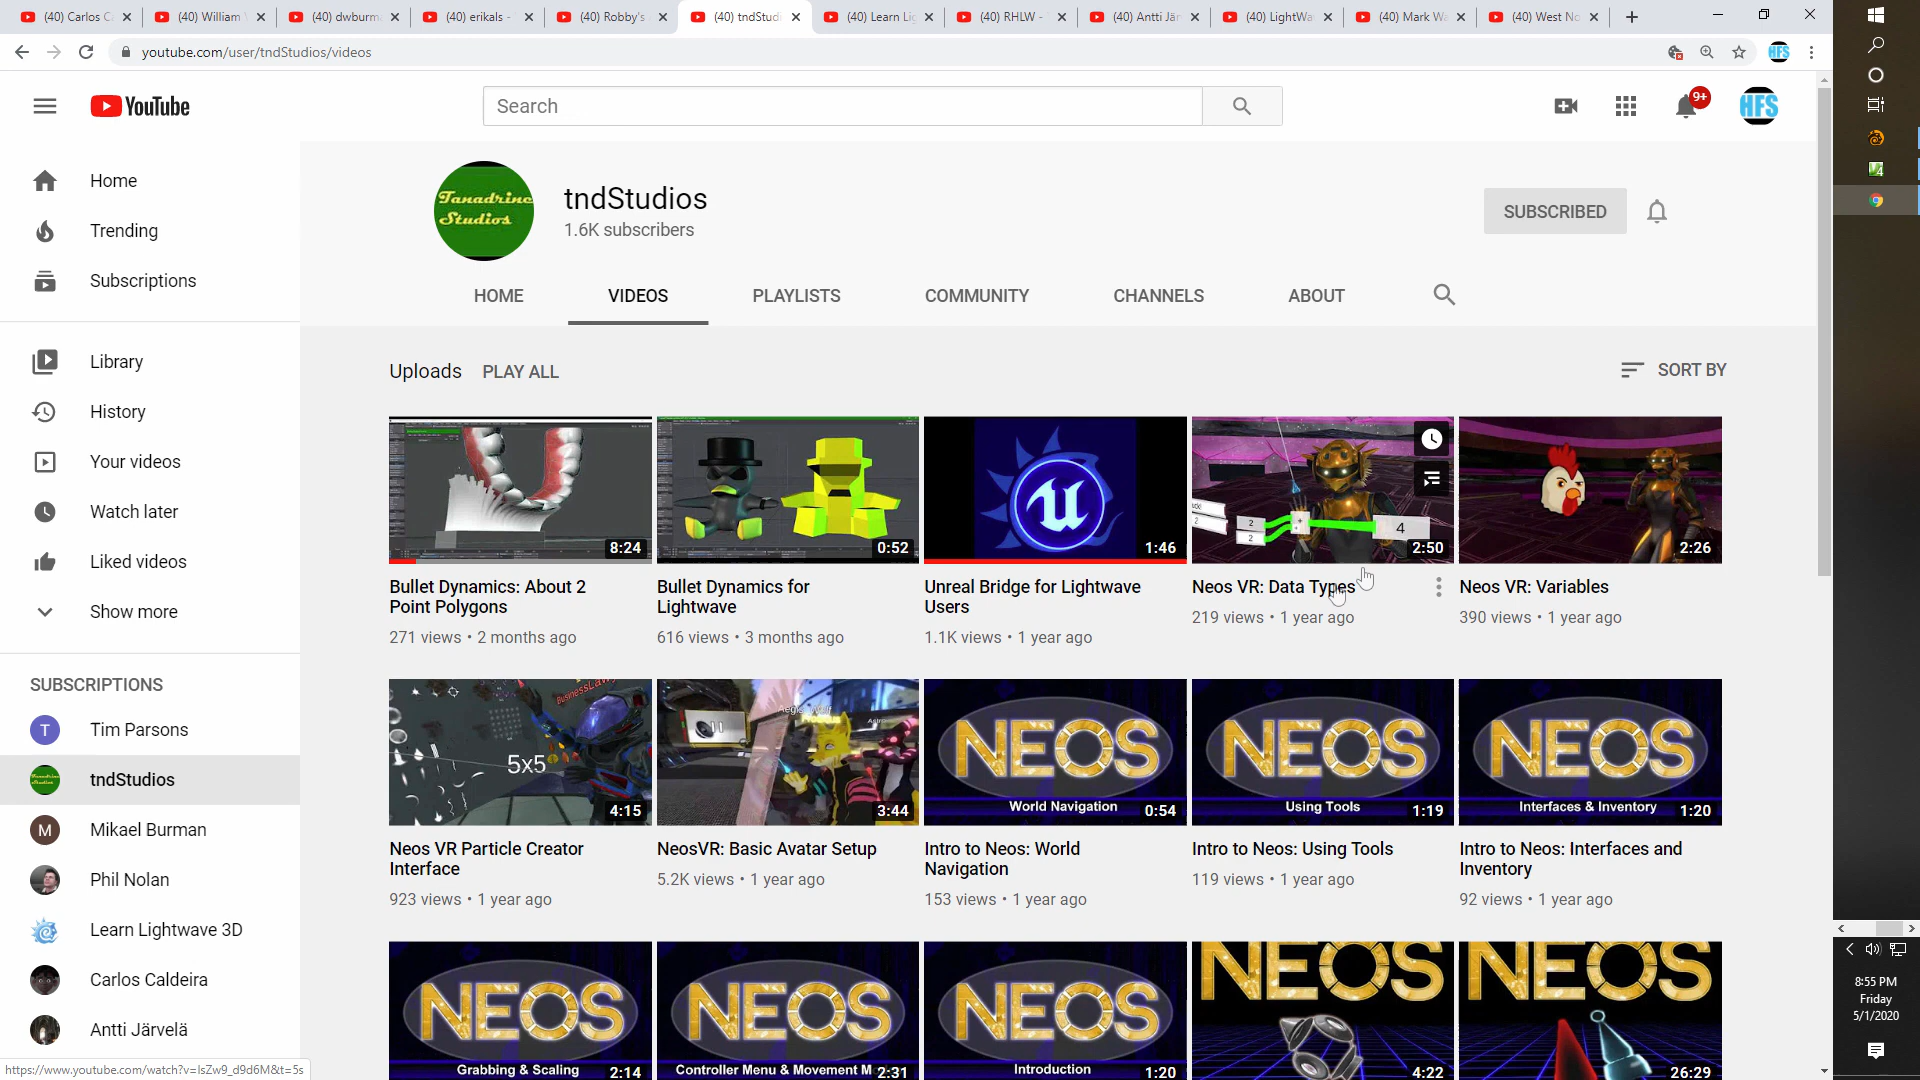 (40) Carlos C
(40) William
(40) dwburm
(40) erikals -
(40) Robby's
(40) tndStudi
(40) Learn Lig
(40) RHLW -
(40) Antti Jär
(40) LightWa
(40) Mark Wa
(40) West No
youtube.com/user/tndStudios/videos
HFS
YouTube
Search
9+
HFS
Home
Trending
Subscriptions
Library
History
Your videos
Watch later
Liked videos
Show more
SUBSCRIPTIONS
T
Tim Parsons
tndStudios
M
Mikael Burman
Phil Nolan
Learn Lightwave 3D
Carlos Caldeira
Antti Järvelä
https://www.youtube.com/watch?v=lsZw9_d9d6M&t=5s
Tanadrine
Studios
tndStudios
1.6K subscribers
SUBSCRIBED
HOME
VIDEOS
PLAYLISTS
COMMUNITY
CHANNELS
ABOUT
Uploads
PLAY ALL
SORT BY
8:24
Bullet Dynamics: About 2
Point Polygons
271 views • 2 months ago
0:52
Bullet Dynamics for
Lightwave
616 views • 3 months ago
1:46
Unreal Bridge for Lightwave
Users
1.1K views • 1 year ago
2
2
2
4
2:50
Neos VR: Data Types
219 views • 1 year ago
2:26
Neos VR: Variables
390 views • 1 year ago
5x5
4:15
Neos VR Particle Creator
Interface
923 views • 1 year ago
3:44
NeosVR: Basic Avatar Setup
5.2K views • 1 year ago
NEOS
World Navigation
0:54
Intro to Neos: World
Navigation
153 views • 1 year ago
NEOS
Using Tools
1:19
Intro to Neos: Using Tools
119 views • 1 year ago
NEOS
Interfaces & Inventory
1:20
Intro to Neos: Interfaces and
Inventory
92 views • 1 year ago
NEOS
Grabbing & Scaling
2:14
NEOS
Controller Menu & Movement M
2:31
NEOS
Introduction
1:20
NEOS
4:22
NEOS
26:29
8:55 PM
Friday
5/1/2020